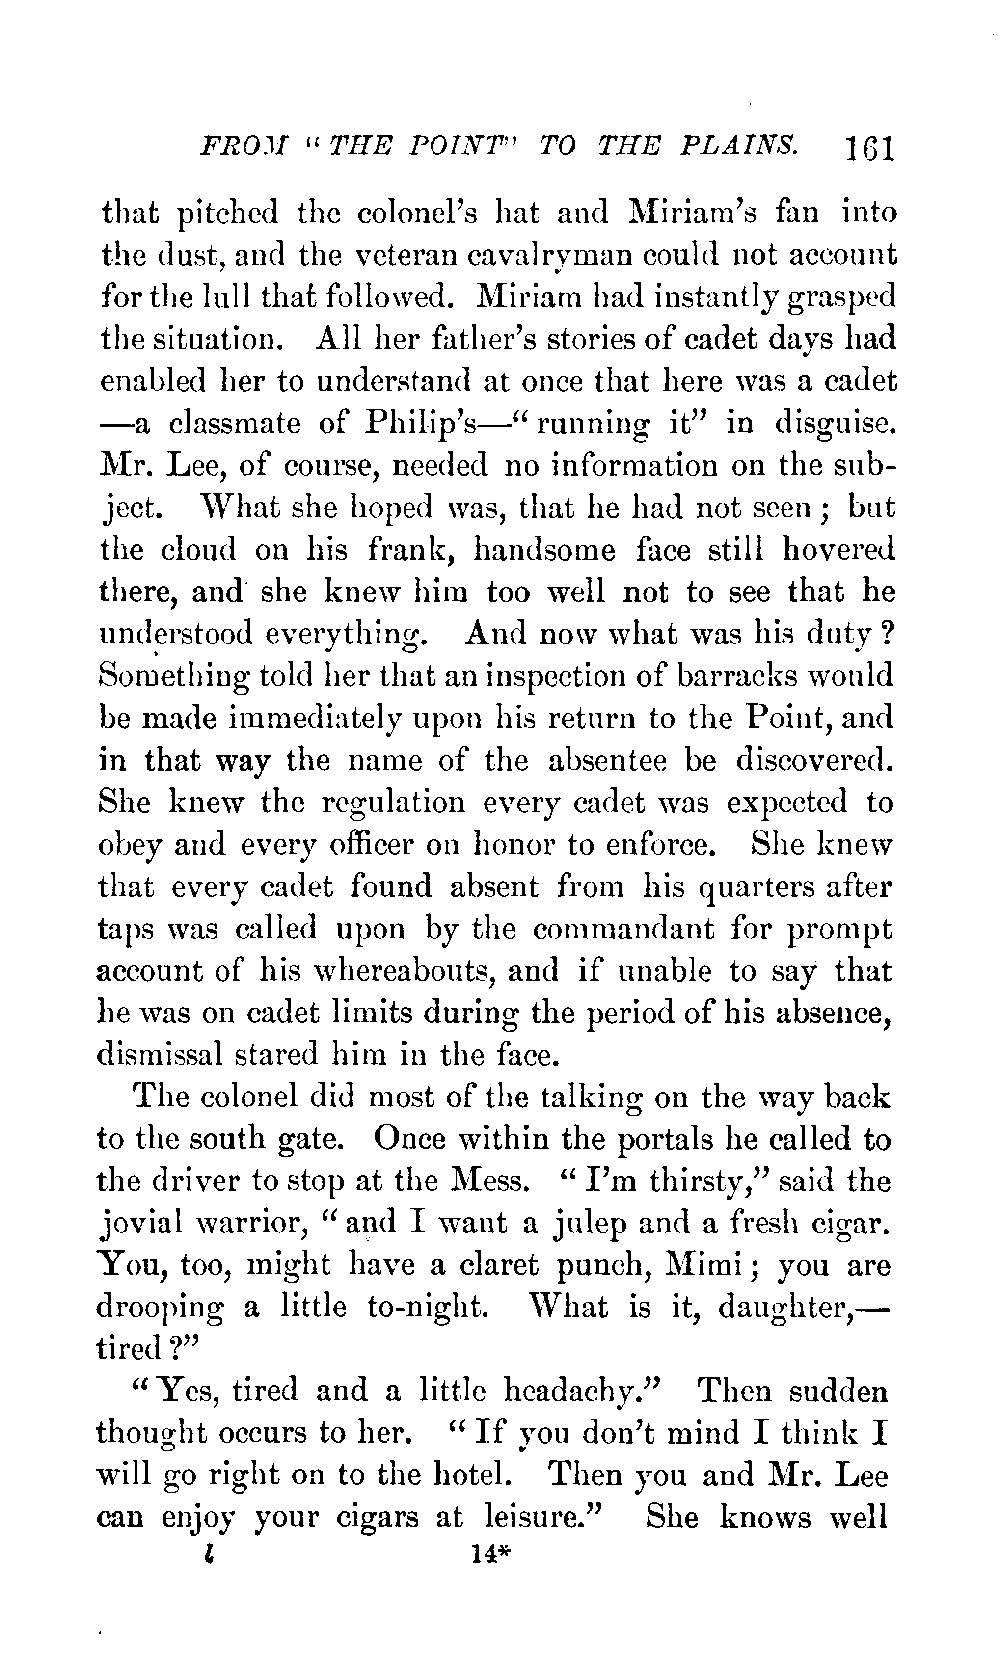 FROM "THE POINT" TO THE PLAINS. 161
that pitched the colonel's hat and Miriam's fan into
the dust, and the veteran cavalryman could not account
for the lull that followed. Miriam had instantly grasped
the situation. All her father's stories of cadet days had
enabled her to understand at once that here was a cadet
—a classmate of Philip's—"running it" in disguise.
Mr. Lee, of course, needed no information on the sub-
ject. What she hoped was, that he had not seen; but
the cloud on his frank, handsome face still hovered
there, and she knew him too well not to see that he
understood everything. And now what was his duty?
Something told her that an inspection of barracks would
be made immediately upon his return to the Point, and
in that way the name of the absentee be discovered.
She knew the regulation every cadet was expected to
obey and every officer on honor to enforce. She knew
that every cadet found absent from his quarters after
taps was called upon by the commandant for prompt
account of his whereabouts, and if unable to say that
he was on cadet limits during the period of his absence,
dismissal stared him in the face.
The colonel did most of the talking on the way back
to the south gate. Once within the portals he called to
the driver to stop at the Mess. "I'm thirsty," said the
jovial warrior, "and I want a julep and a fresh cigar.
You, too, might have a claret punch, Mimi; you are
drooping a little to-night. What is it, daughter,—
tired?"
"Yes, tired and a little headachy." Then sudden
thought occurs to her. "If you don't mind I think I
will go right on to the hotel. Then you and Mr. Lee
can enjoy your cigars at leisure." She knows well
l 14*